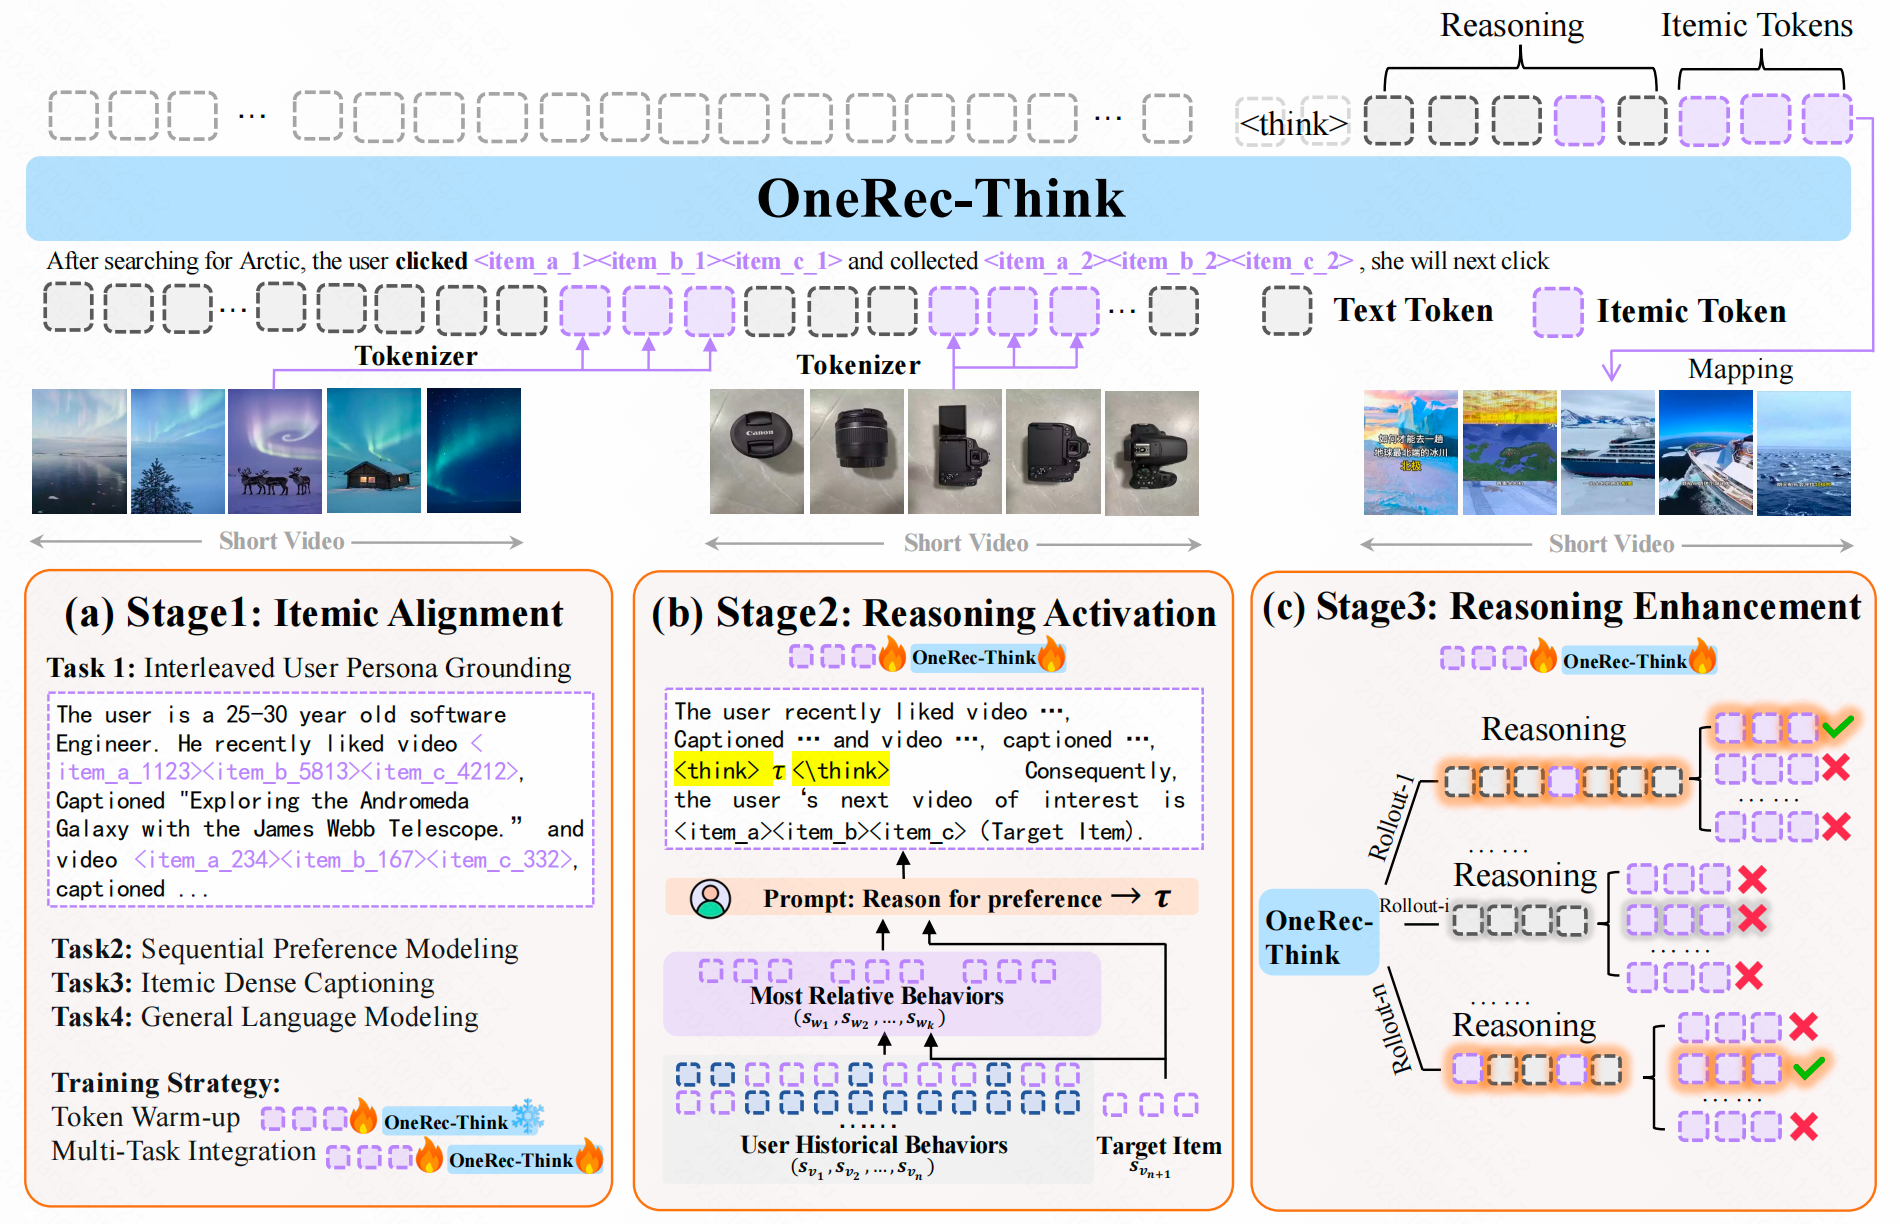 Reasoning
Itemic Tokens
... ...
<think>
OneRec-Think
After searching for Arctic, the user clicked <item_a_1><item_b_1><item_c_1> and collected <item_a_2><item_b_2><item_c_2> , she will next click
... ...
Text Token
Itemic Token
Tokenizer
Tokenizer
Mapping
Canon
如何才能去一趟
地球最北端的冰川
北极
Short Video
Short Video
Short Video
(a) Stage1: Itemic Alignment
Task 1: Interleaved User Persona Grounding
The user is a 25-30 year old software
Engineer. He recently liked video <
item_a_1123><item_b_5813><item_c_4212>,
Captioned "Exploring the Andromeda
Galaxy with the James Webb Telescope.” and
video <item_a_234><item_b_167><item_c_332>,
captioned ...
Task2: Sequential Preference Modeling
Task3: Itemic Dense Captioning
Task4: General Language Modeling
Training Strategy:
Token Warm-up OneRec-Think
Multi-Task Integration OneRec-Think
(b) Stage2: Reasoning Activation
OneRec-Think
The user recently liked video ···,
Captioned ··· and video ···, captioned ···,
<think> τ <\think> Consequently,
the user ‘s next video of interest is
<item_a><item_b><item_c> (Target Item).
Prompt: Reason for preference → τ
Most Relative Behaviors
(s_{w_1}, s_{w_2}, ..., s_{w_k})
......
User Historical Behaviors
(s_{v_1}, s_{v_2}, ..., s_{v_n})
Target Item
s_{v_{n+1}}
(c) Stage3: Reasoning Enhancement
OneRec-Think
Reasoning
Rollout-1
... ...
... ...
Reasoning
Rollout-i
OneRec-
Think
... ...
... ...
Reasoning
Rollout-n
... ...